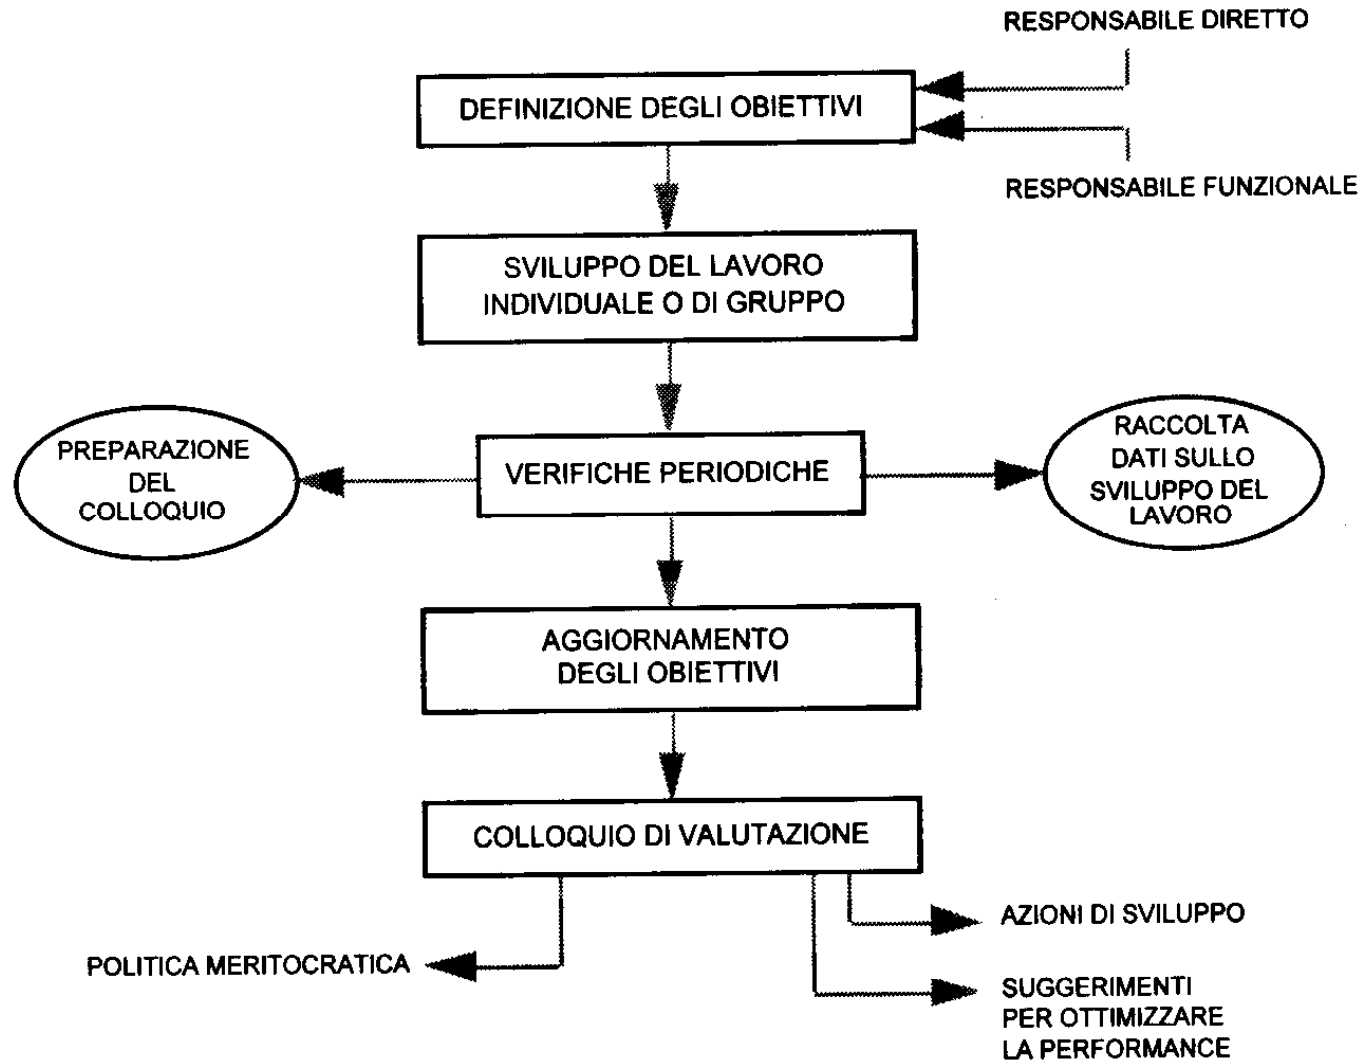 RESPONSABILE DIRETTO
DEFINIZIONE DEGLI OBIETTIVI
RESPONSABILE FUNZIONALE
SVILUPPO DEL LAVORO
INDIVIDUALE O DI GRUPPO
PREPARAZIONE
DEL
COLLOQUIO
VERIFICHE PERIODICHE
RACCOLTA
DATI SULLO
SVILUPPO DEL
LAVORO
AGGIORNAMENTO
DEGLI OBIETTIVI
COLLOQUIO DI VALUTAZIONE
POLITICA MERITOCRATICA
AZIONI DI SVILUPPO
SUGGERIMENTI
PER OTTIMIZZARE
LA PERFORMANCE